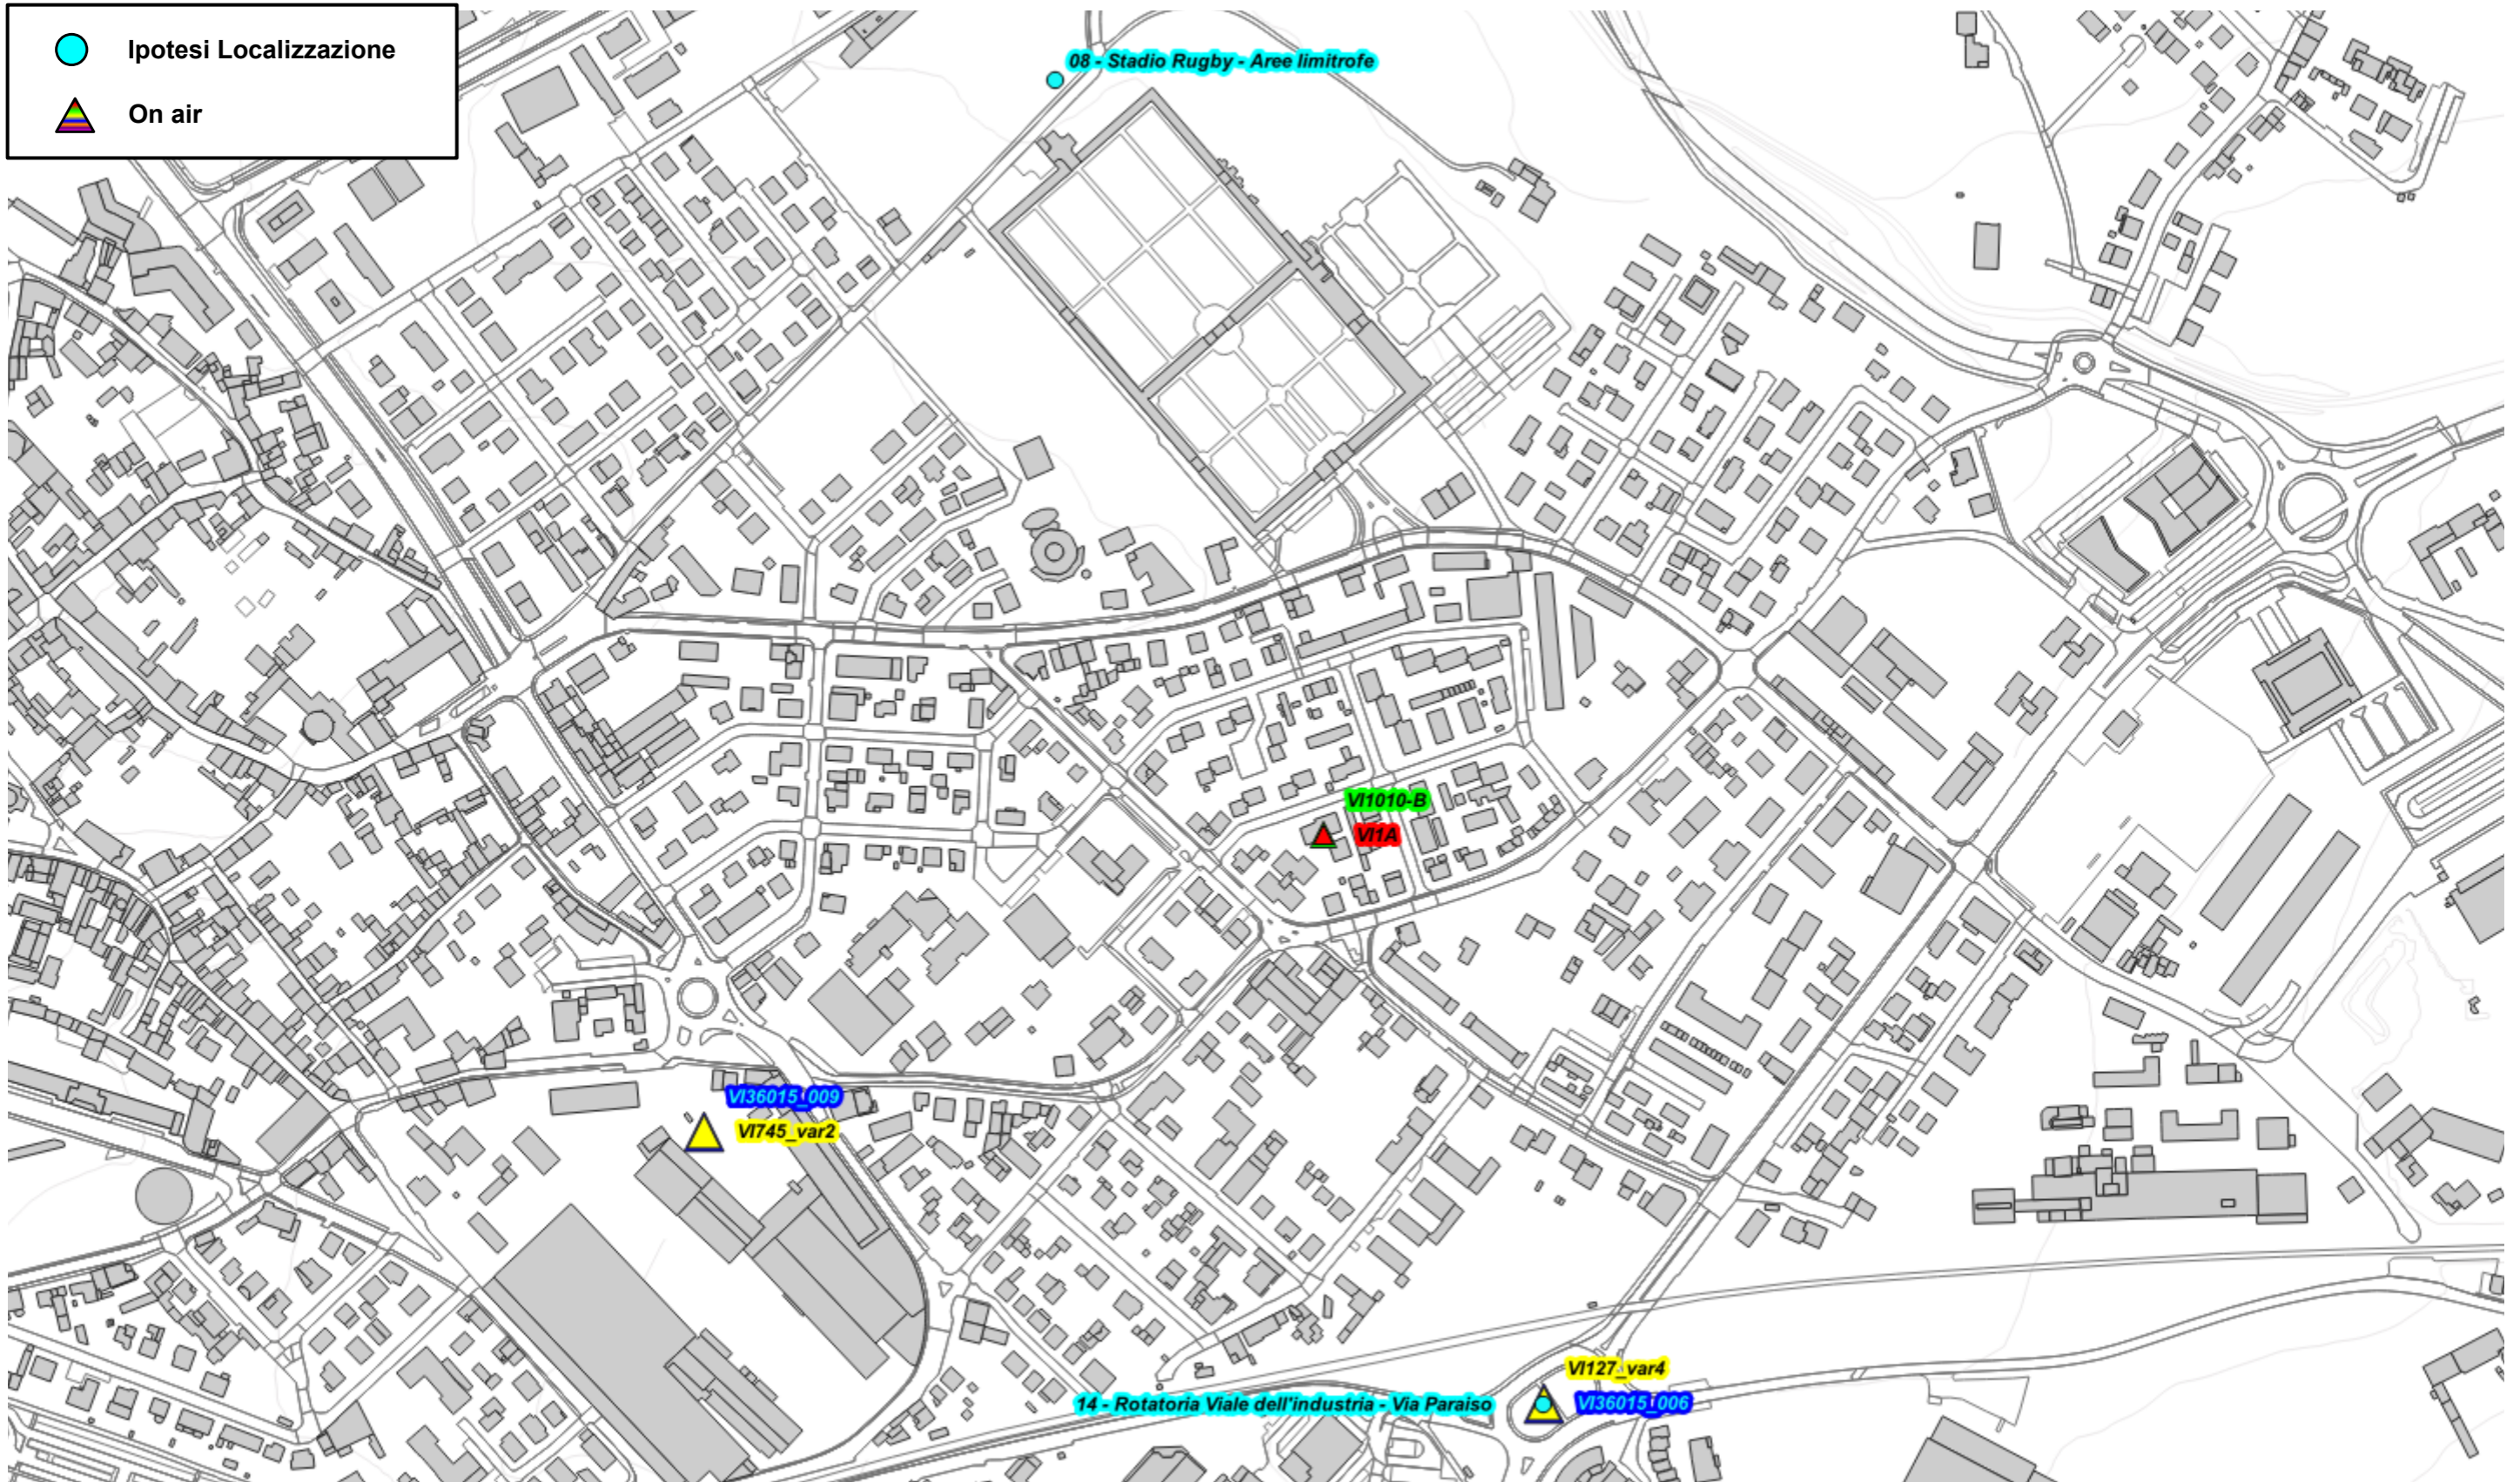 Ipotesi Localizzazione
On air
08 - Stadio Rugby - Aree limitrofe
VI1010-B
VI1A
VI36015_009
VI745_var2
VI127_var4
14 - Rotatoria Viale dell'industria - Via Paraiso
VI36015_006